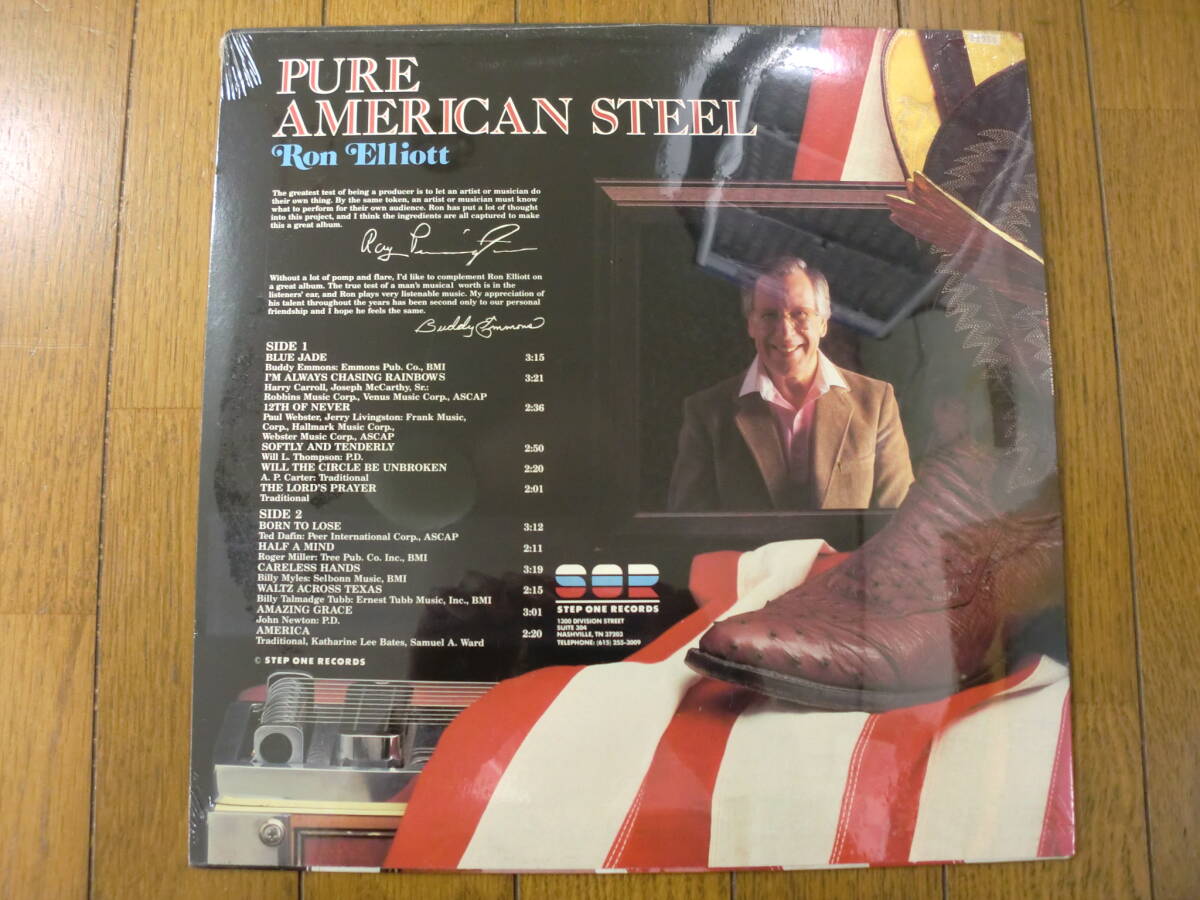 PURE
AMERICAN STEEL
Ron Elliott
The greatest test of being a producer is to let an artist or musician do
their own thing. By the same token, an artist or musician must know
what to perform for their own audience. Ron has put a lot of thought
into this project, and I think the ingredients are all captured to make
this a great album.
Ray
Without a lot of pomp and flare, I'd like to complement Ron Elliott on
a great album. The true test of a man's musical worth is in the
listeners' ear, and Ron plays very listenable music. My appreciation of
his talent throughout the years has been second only to our personal
friendship and I hope he feels the same.
Buddy Emmons
SIDE 1
BLUE JADE 3:15
Buddy Emmons: Emmons Pub. Co., BMI
I'M ALWAYS CHASING RAINBOWS 3:21
Harry Carroll, Joseph McCarthy, Sr.:
Robbins Music Corp., Venus Music Corp., ASCAP
12TH OF NEVER 2:36
Paul Webster, Jerry Livingston: Frank Music,
Corp., Hallmark Music Corp.,
Webster Music Corp., ASCAP
SOFTLY AND TENDERLY 2:50
Will L. Thompson: P.D.
WILL THE CIRCLE BE UNBROKEN 2:20
A. P. Carter: Traditional
THE LORD'S PRAYER 2:01
Traditional
SIDE 2
BORN TO LOSE 3:12
Ted Dafin: Peer International Corp., ASCAP
HALF A MIND 2:11
Roger Miller: Tree Pub. Co. Inc., BMI
CARELESS HANDS 3:19
Billy Myles: Selbonn Music, BMI
WALTZ ACROSS TEXAS 2:15
Billy Talmadge Tubb: Ernest Tubb Music, Inc., BMI
AMAZING GRACE 3:01
John Newton: P.D.
AMERICA 2:20
Traditional, Katharine Lee Bates, Samuel A. Ward
© STEP ONE RECORDS
SOR
STEP ONE RECORDS
1300 DIVISION STREET
SUITE 304
NASHVILLE, TN 37203
TELEPHONE: (615) 255-3009